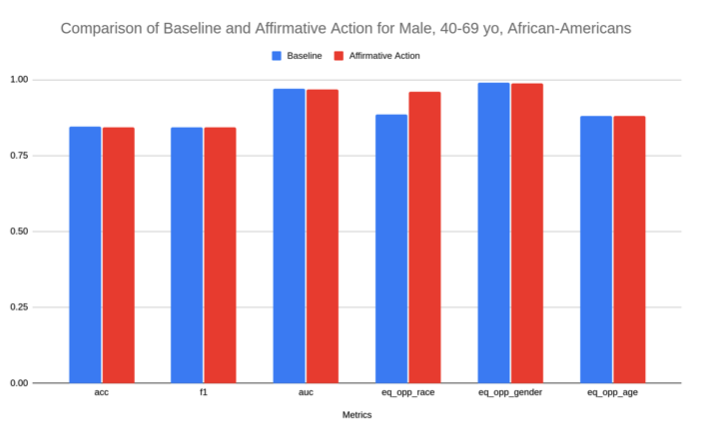 Comparison of Baseline and Affirmative Action for Male, 40-69 yo, African-Americans
Baseline Affirmative Action
1.00
0.75
0.50
0.25
0.00
acc f1 auc eq_opp_race eq_opp_gender eq_opp_age
Metrics